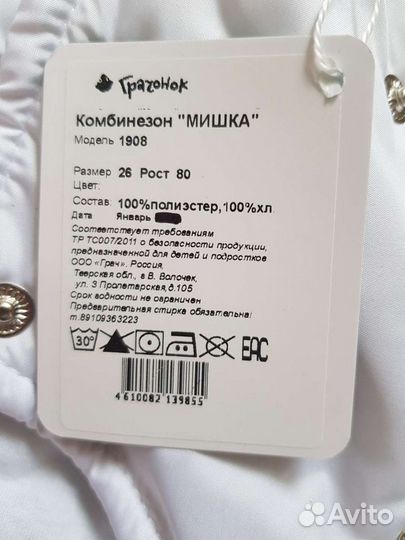 Грачонок
Комбинезон "МИШКА"
Модель 1908
Размер 26 Рост 80
Цвет:
Состав 100%полиэстер,100%хл
Дата Январь
Соответствует требованиям
ТР ТС007/2011 о безопасности продукции,
предназначенной для детей и подростков
ООО «Грач». Россия,
Тверская обл., г В. Волочек,
ул. 3 Пролетарская,д.105
Срок годности не ограничен
Предварительная стирка обязательна!
т.89109363223
30° EAC
4 610082 139855
Avito